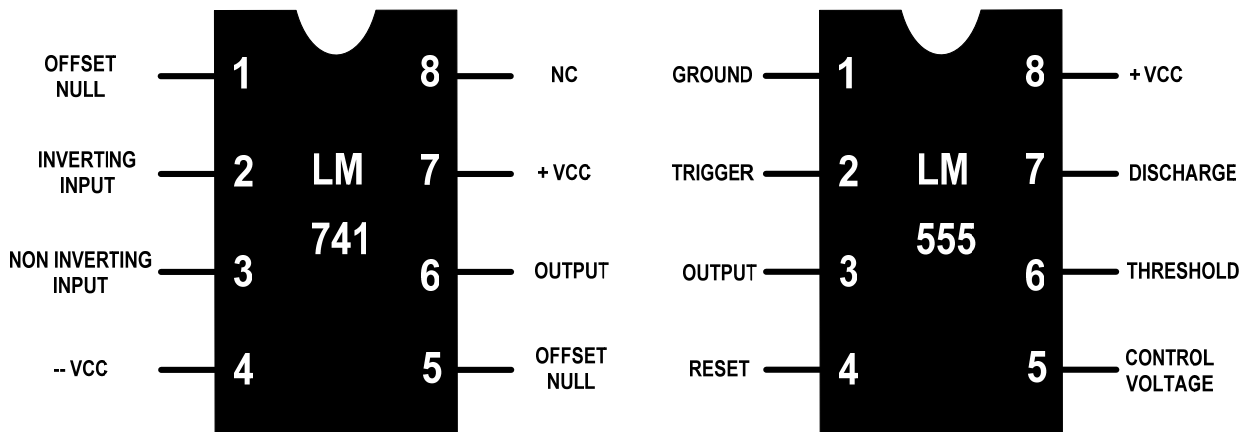 OFFSET
NULL
1
8
NC
INVERTING
INPUT
2
LM
7
+ VCC
741
NON INVERTING
INPUT
3
6
OUTPUT
-- VCC
4
5
OFFSET
NULL
GROUND
1
8
+ VCC
TRIGGER
2
LM
7
DISCHARGE
555
OUTPUT
3
6
THRESHOLD
RESET
4
5
CONTROL
VOLTAGE